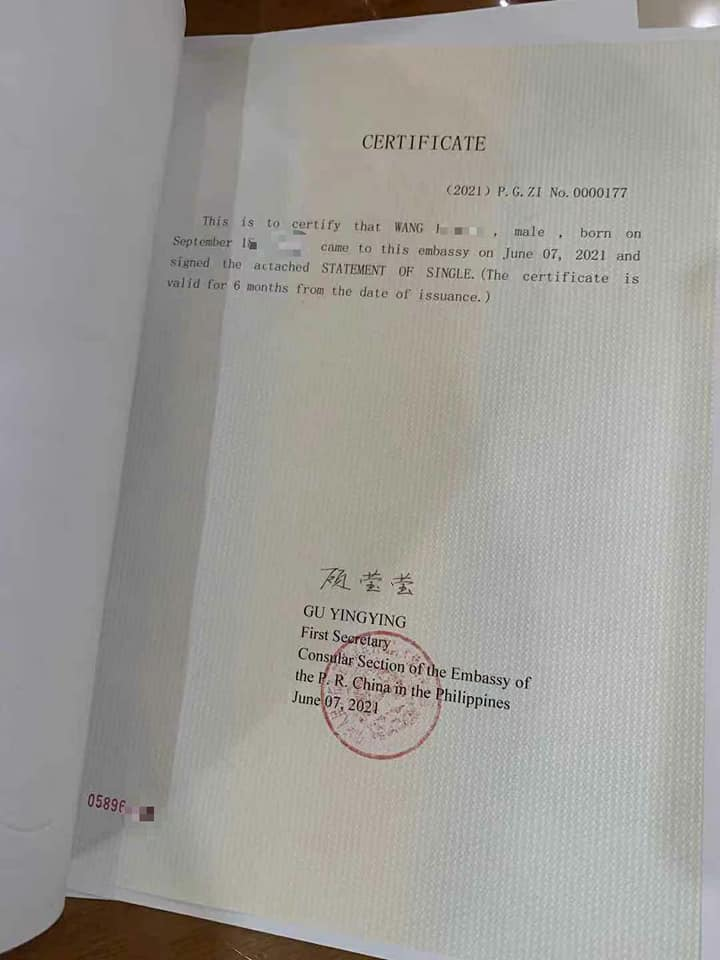 CERTIFICATE
（2021）P.G.ZI No.0000177
This is to certify that WANG , male , born on
September came to this embassy on June 07, 2021 and
signed the attached STATEMENT OF SINGLE.(The certificate is
valid for 6 months from the date of issuance.)
顾莹莹
GU YINGYING
First Secretary
Consular Section of the Embassy of
the P. R. China in the Philippines
June 07, 2021
05896